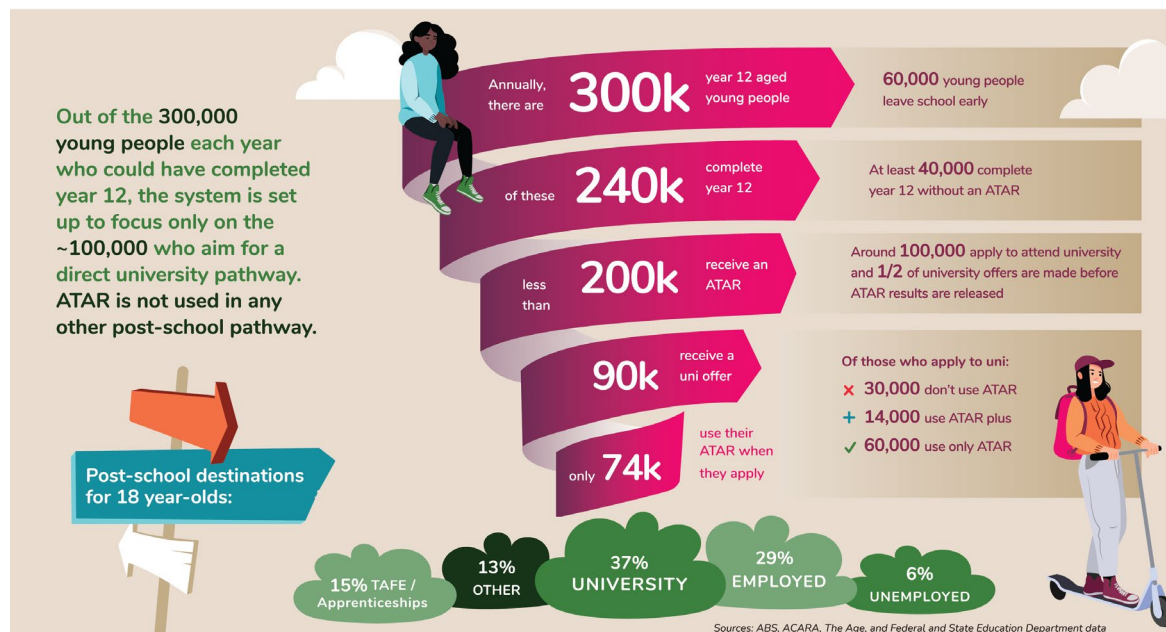 Out of the 300,000
young people each year
who could have completed
year 12, the system is set
up to focus only on the
~100,000 who aim for a
direct university pathway.
ATAR is not used in any
other post-school pathway.
Annually,
there are
300k
year 12 aged
young people
60,000 young people
leave school early
of these
240k
complete
year 12
At least 40,000 complete
year 12 without an ATAR
less
than
200k
receive an
ATAR
Around 100,000 apply to attend university
and 1/2 of university offers are made before
ATAR results are released
90k
receive a
uni offer
only 74k
use their
ATAR when
they apply
Of those who apply to uni:
× 30,000 don't use ATAR
+ 14,000 use ATAR plus
✓ 60,000 use only ATAR
Post-school destinations
for 18 year-olds:
15% TAFE /
Apprenticeships
13%
OTHER
37%
UNIVERSITY
29%
EMPLOYED
6%
UNEMPLOYED
Sources: ABS, ACARA, The Age, and Federal and State Education Department data